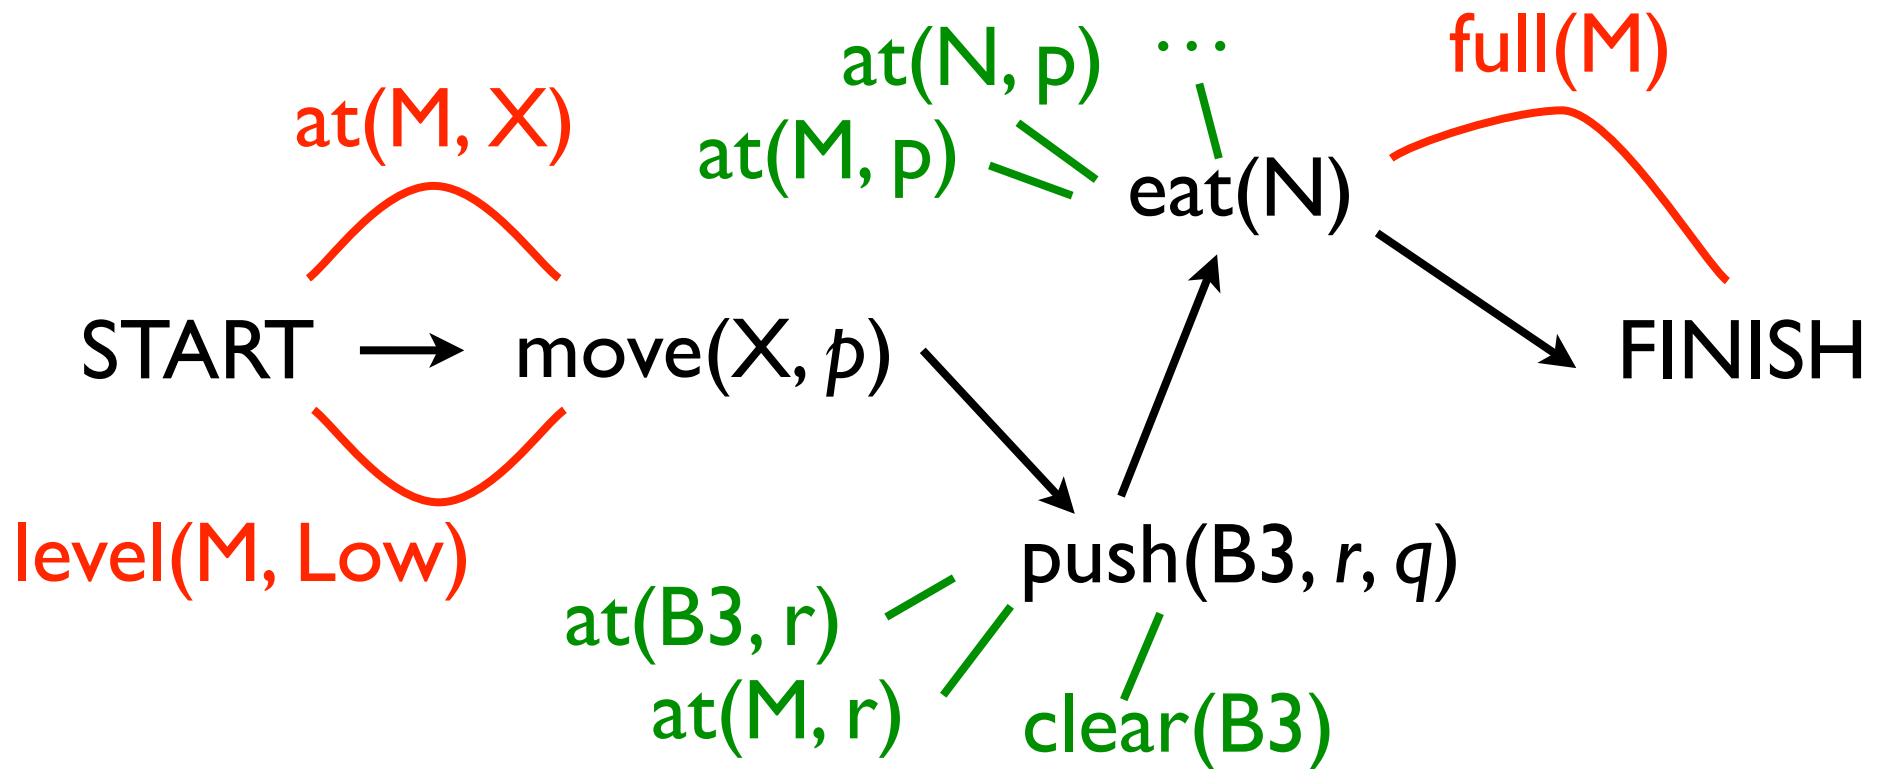 at(N, p) ...
full(M)
at(M, X)
at(M, p)
eat(N)
START
move(X, p)
FINISH
level(M, Low)
push(B3, r, q)
at(B3, r)
at(M, r)
clear(B3)